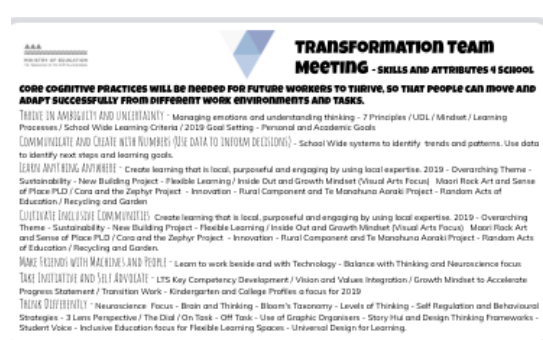 MINISTRY OF EDUCATION
TRANSFORMATION TEAM
MEETING - SKILLS AND ATTRIBUTES 4 SCHOOL
CORE COGNITIVE PRACTICES WILL BE NEEDED FOR FUTURE WORKERS TO THRIVE, SO THAT PEOPLE CAN MOVE AND
ADAPT SUCCESSFULLY FROM DIFFERENT WORK ENVIRONMENTS AND TASKS.
THRIVE IN AMBIGUITY AND UNCERTAINTY - Managing emotions and understanding thinking - 7 Principles / UDL / Mindset / Learning
Processes / School Wide Learning Criteria / 2019 Goal Setting - Personal and Academic Goals
COMMUNICATE AND CREATE WITH NUMBERS (USE DATA TO INFORM DECISIONS) - School Wide systems to identify trends and patterns. Use data
to identify next steps and learning goals.
LEARN ANYTHING ANYWHERE - Create learning that is local, purposeful and engaging by using local expertise. 2019 - Overarching Theme -
Sustainability - New Building Project - Flexible Learning / Inside Out and Growth Mindset (Visual Arts Focus) Maori Rock Art and Sense
of Place PLD / Cora and the Zephyr Project - Innovation - Rural Component and Te Manahuna Aoraki Project - Random Acts of
Education / Recycling and Garden
CULTIVATE INCLUSIVE COMMUNITIES Create learning that is local, purposeful and engaging by using local expertise. 2019 - Overarching
Theme - Sustainability - New Building Project - Flexible Learning / Inside Out and Growth Mindset (Visual Arts Focus) Maori Rock Art
and Sense of Place PLD / Cora and the Zephyr Project - Innovation - Rural Component and Te Manahuna Aoraki Project - Random Acts
of Education / Recycling and Garden.
MAKE FRIENDS WITH MACHINES AND PEOPLE - Learn to work beside and with Technology - Balance with Thinking and Neuroscience focus
TAKE INITIATIVE AND SELF ADVOCATE - LTS Key Competency Development / Vision and Values Integration / Growth Mindset to Accelerate
Progress Statement / Transition Work - Kindergarten and College Profiles a focus for 2019
THINK DIFFERENTLY - Neuroscience Focus - Brain and Thinking - Bloom's Taxonomy - Levels of Thinking - Self Regulation and Behavioural
Strategies - 3 Lens Perspective / The Dial / On Task - Off Task - Use of Graphic Organisers - Story Hui and Design Thinking Frameworks -
Student Voice - Inclusive Education focus for Flexible Learning Spaces - Universal Design for Learning.